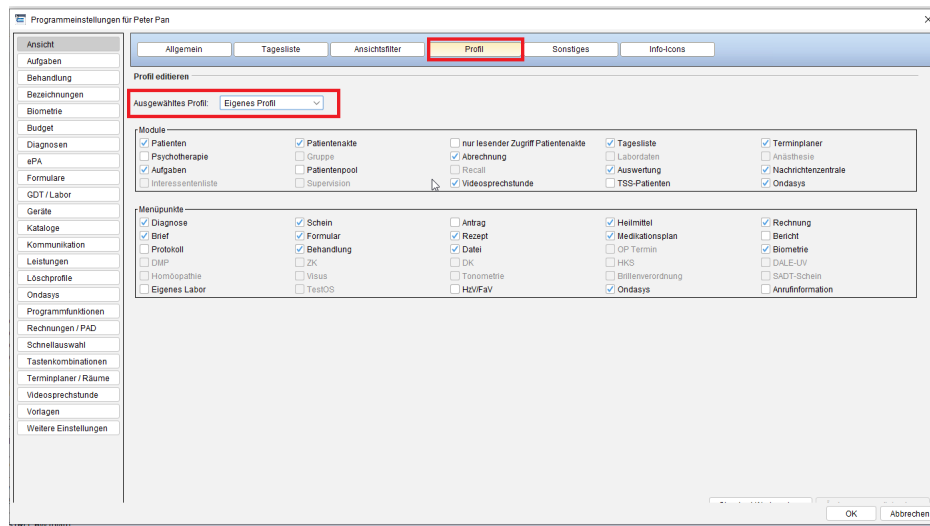 Programmeinstellungen für Peter Pan
Ansicht
Aufgaben
Behandlung
Bezeichnungen
Biometrie
Budget
Diagnosen
ePA
Formulare
GDT / Labor
Geräte
Kataloge
Kommunikation
Leistungen
Löschprofile
Ondasys
Programmfunktionen
Rechnungen / PAD
Schnellauswahl
Tastenkombinationen
Terminplaner / Räume
Videosprechstunde
Vorlagen
Weitere Einstellungen
Allgemein Tagesliste Ansichtsfilter Profil Sonstiges Info-Icons
Profil editieren
Ausgewähltes Profil: Eigenes Profil
Module
Patienten Patientenakte nur lesender Zugriff Patientenakte Tagesliste Terminplaner
Psychotherapie Gruppe Abrechnung Labordaten Anästhesie
Aufgaben Patientenpool Recall Auswertung Nachrichtenzentrale
Interessentenliste Supervision Videosprechstunde TSS-Patienten Ondasys
Menüpunkte
Diagnose Schein Antrag Heilmittel Rechnung
Brief Formular Rezept Medikationsplan Bericht
Protokoll Behandlung Datei OP Termin Biometrie
DMP ZK DK HKS DALE-UV
Homöopathie Visus Tonometrie Brillenverordnung SADT-Schein
Eigenes Labor TestOS HzV/FaV Ondasys Anrufinformation
OK Abbrechen